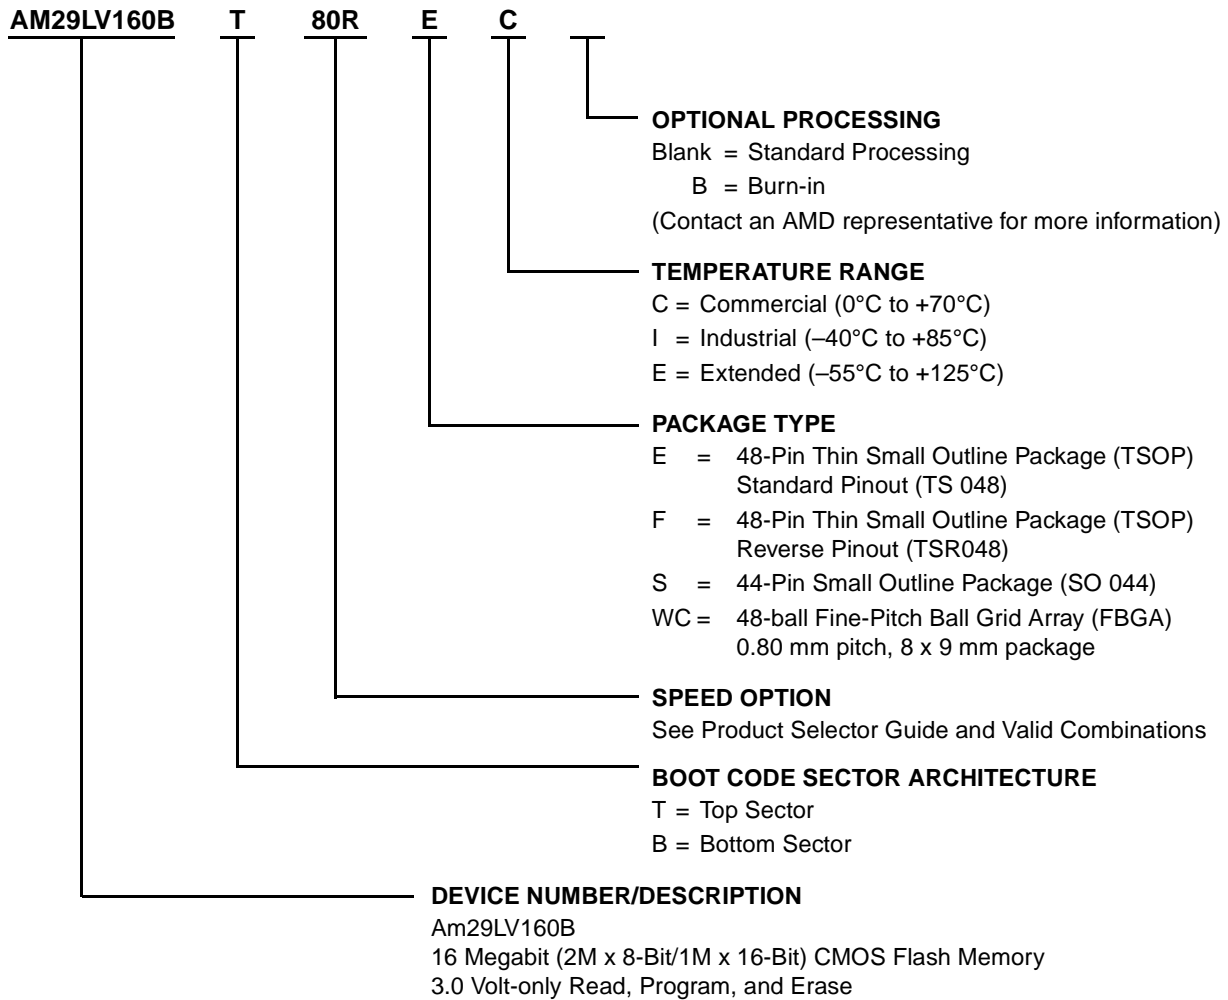 AM29LV160B T 80R E C
OPTIONAL PROCESSING
Blank = Standard Processing
B = Burn-in
(Contact an AMD representative for more information)
TEMPERATURE RANGE
C = Commercial (0°C to +70°C)
I = Industrial (–40°C to +85°C)
E = Extended (–55°C to +125°C)
PACKAGE TYPE
E = 48-Pin Thin Small Outline Package (TSOP)
Standard Pinout (TS 048)
F = 48-Pin Thin Small Outline Package (TSOP)
Reverse Pinout (TSR048)
S = 44-Pin Small Outline Package (SO 044)
WC = 48-ball Fine-Pitch Ball Grid Array (FBGA)
0.80 mm pitch, 8 x 9 mm package
SPEED OPTION
See Product Selector Guide and Valid Combinations
BOOT CODE SECTOR ARCHITECTURE
T = Top Sector
B = Bottom Sector
DEVICE NUMBER/DESCRIPTION
Am29LV160B
16 Megabit (2M x 8-Bit/1M x 16-Bit) CMOS Flash Memory
3.0 Volt-only Read, Program, and Erase